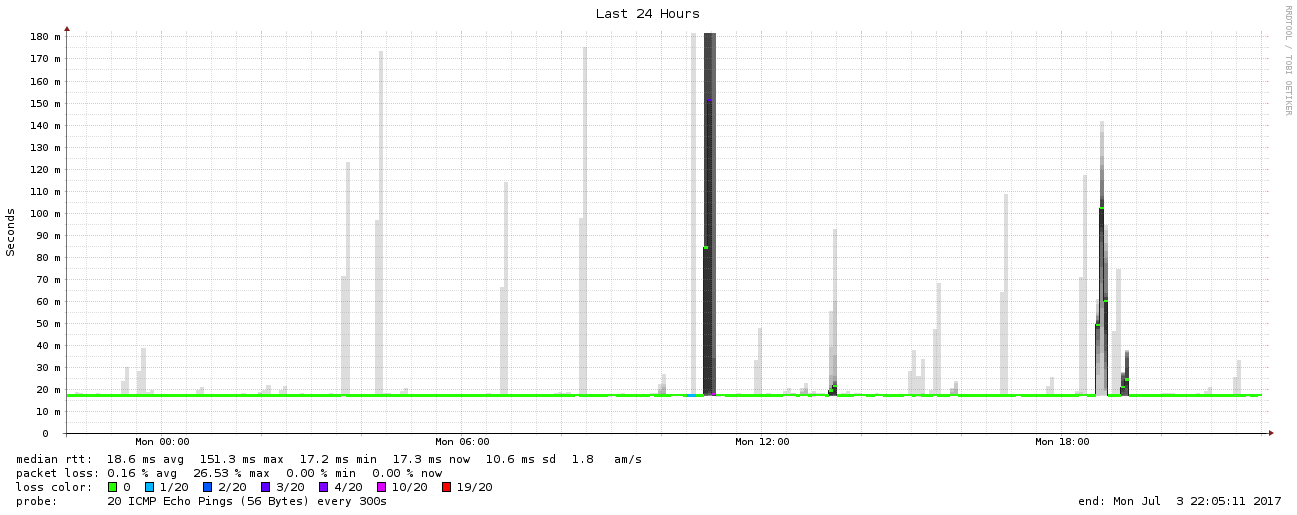 Last 24 Hours
RRDTOOL / TOBI OETIKER
Seconds
180 m
170 m
160 m
150 m
140 m
130 m
120 m
110 m
100 m
90 m
80 m
70 m
60 m
50 m
40 m
30 m
20 m
10 m
0
Mon 00:00 Mon 06:00 Mon 12:00 Mon 18:00
median rtt: 18.6 ms avg 151.3 ms max 17.2 ms min 17.3 ms now 10.6 ms sd 1.8 am/s
packet loss: 0.16 % avg 26.53 % max 0.00 % min 0.00 % now
loss color: 0 1/20 2/20 3/20 4/20 10/20 19/20
probe: 20 ICMP Echo Pings (56 Bytes) every 300s end: Mon Jul 3 22:05:11 2017